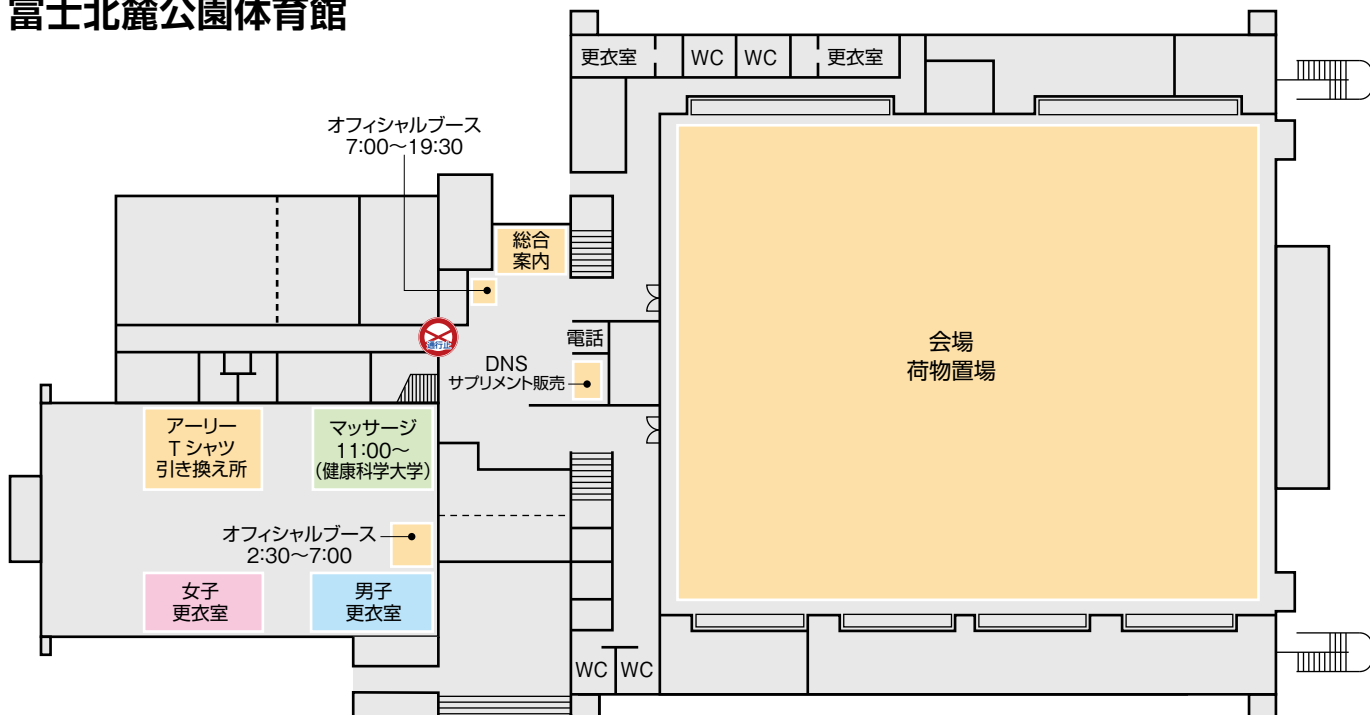 富士北麓公園体育館
更衣室
WC
WC
更衣室
オフィシャルブース
7:00〜19:30
総合
案内
通行止
電話
DNS
サプリメント販売
会場
荷物置場
アーリー
Tシャツ
引き換え所
マッサージ
11:00〜
(健康科学大学)
オフィシャルブース
2:30〜7:00
女子
更衣室
男子
更衣室
WC
WC